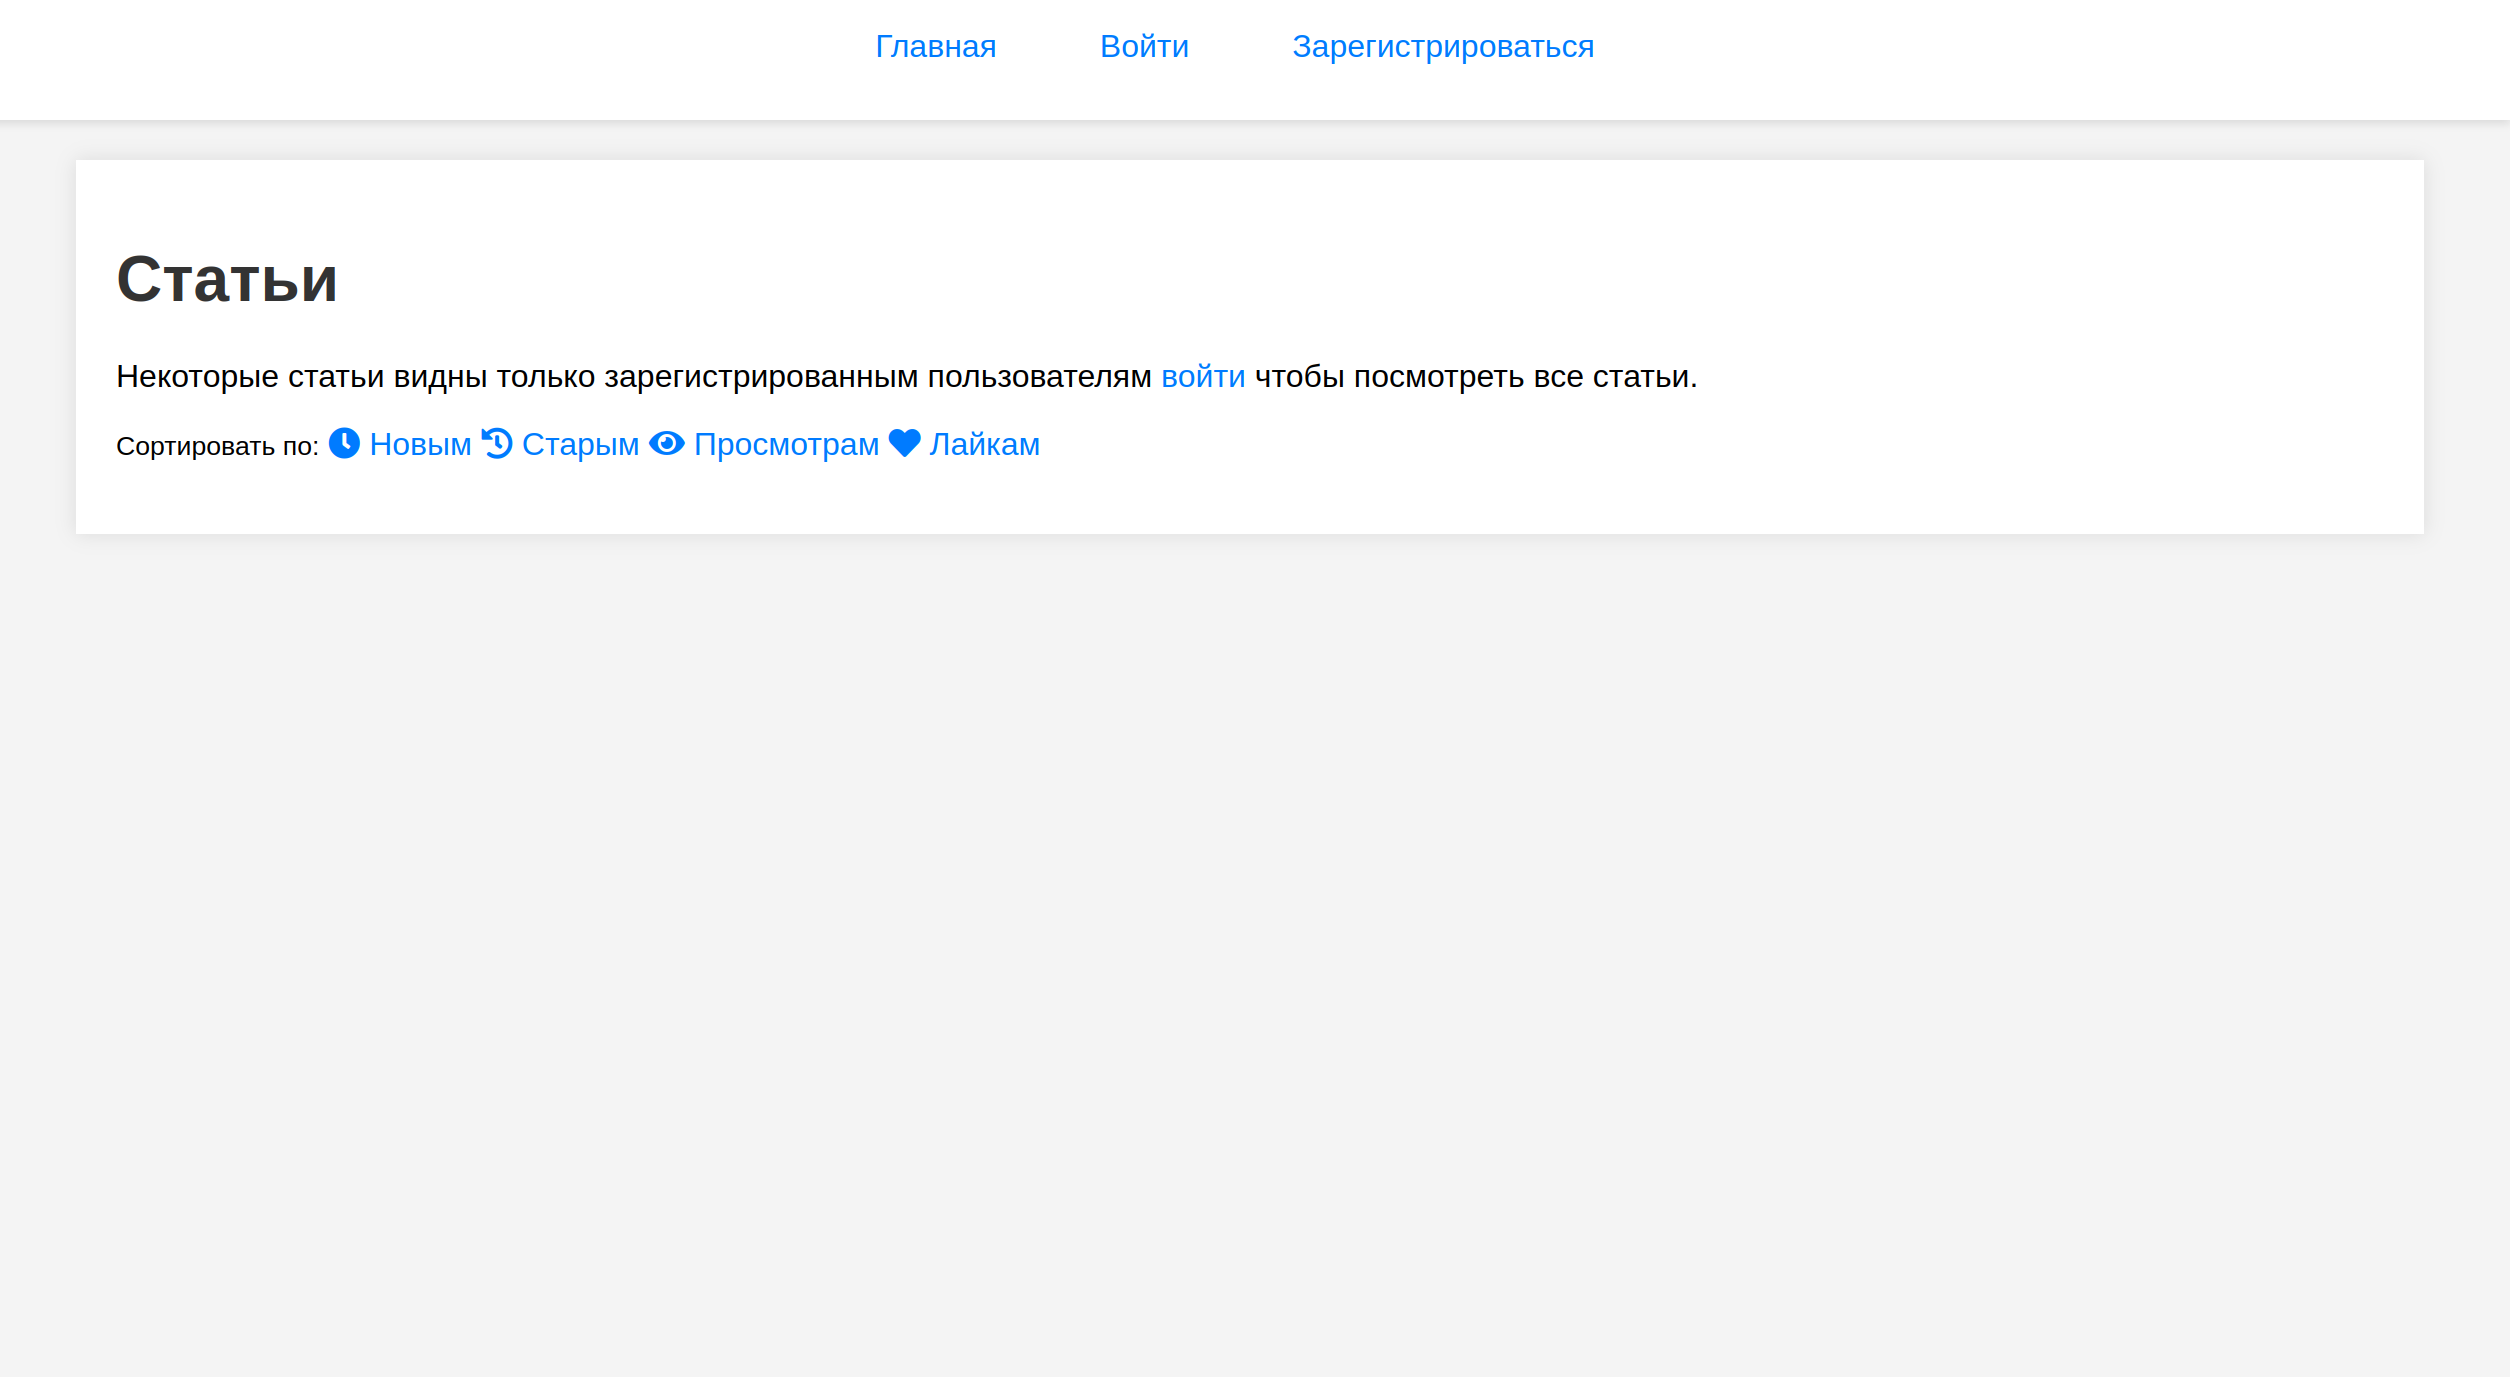 Главная Войти Зарегистрироваться
Статьи
Некоторые статьи видны только зарегистрированным пользователям войти чтобы посмотреть все статьи.
Сортировать по: Новым Старым Просмотрам Лайкам